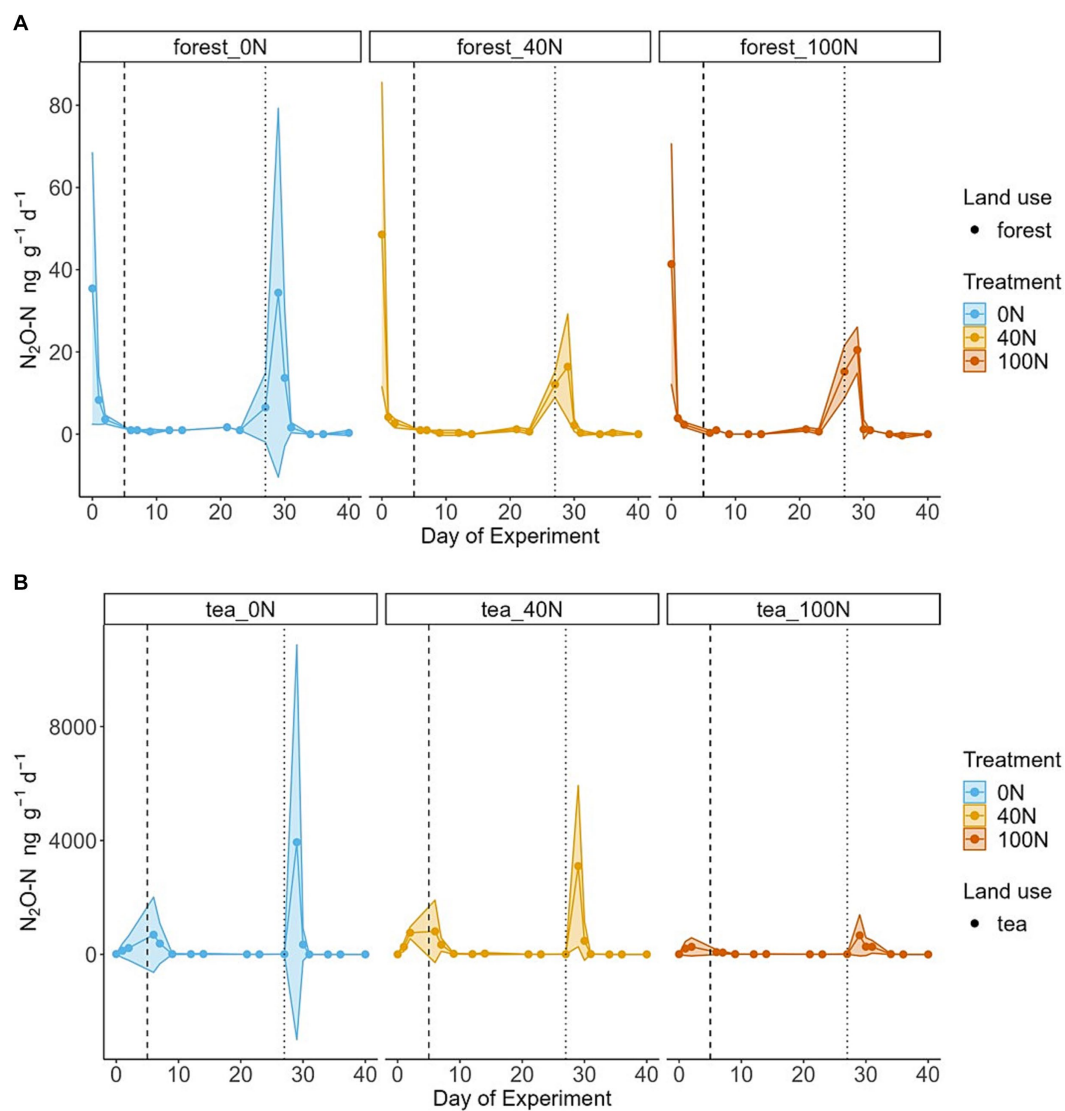 A
forest_0N forest_40N forest_100N
80
60
40
20
0
N₂O-N ng g⁻¹ d⁻¹
0 10 20 30 40 0 10 20 30 40 0 10 20 30 40
Day of Experiment
Land use
forest
Treatment
0N
40N
100N
B
tea_0N tea_40N tea_100N
8000
4000
0
N₂O-N ng g⁻¹ d⁻¹
0 10 20 30 40 0 10 20 30 40 0 10 20 30 40
Day of Experiment
Treatment
0N
40N
100N
Land use
tea